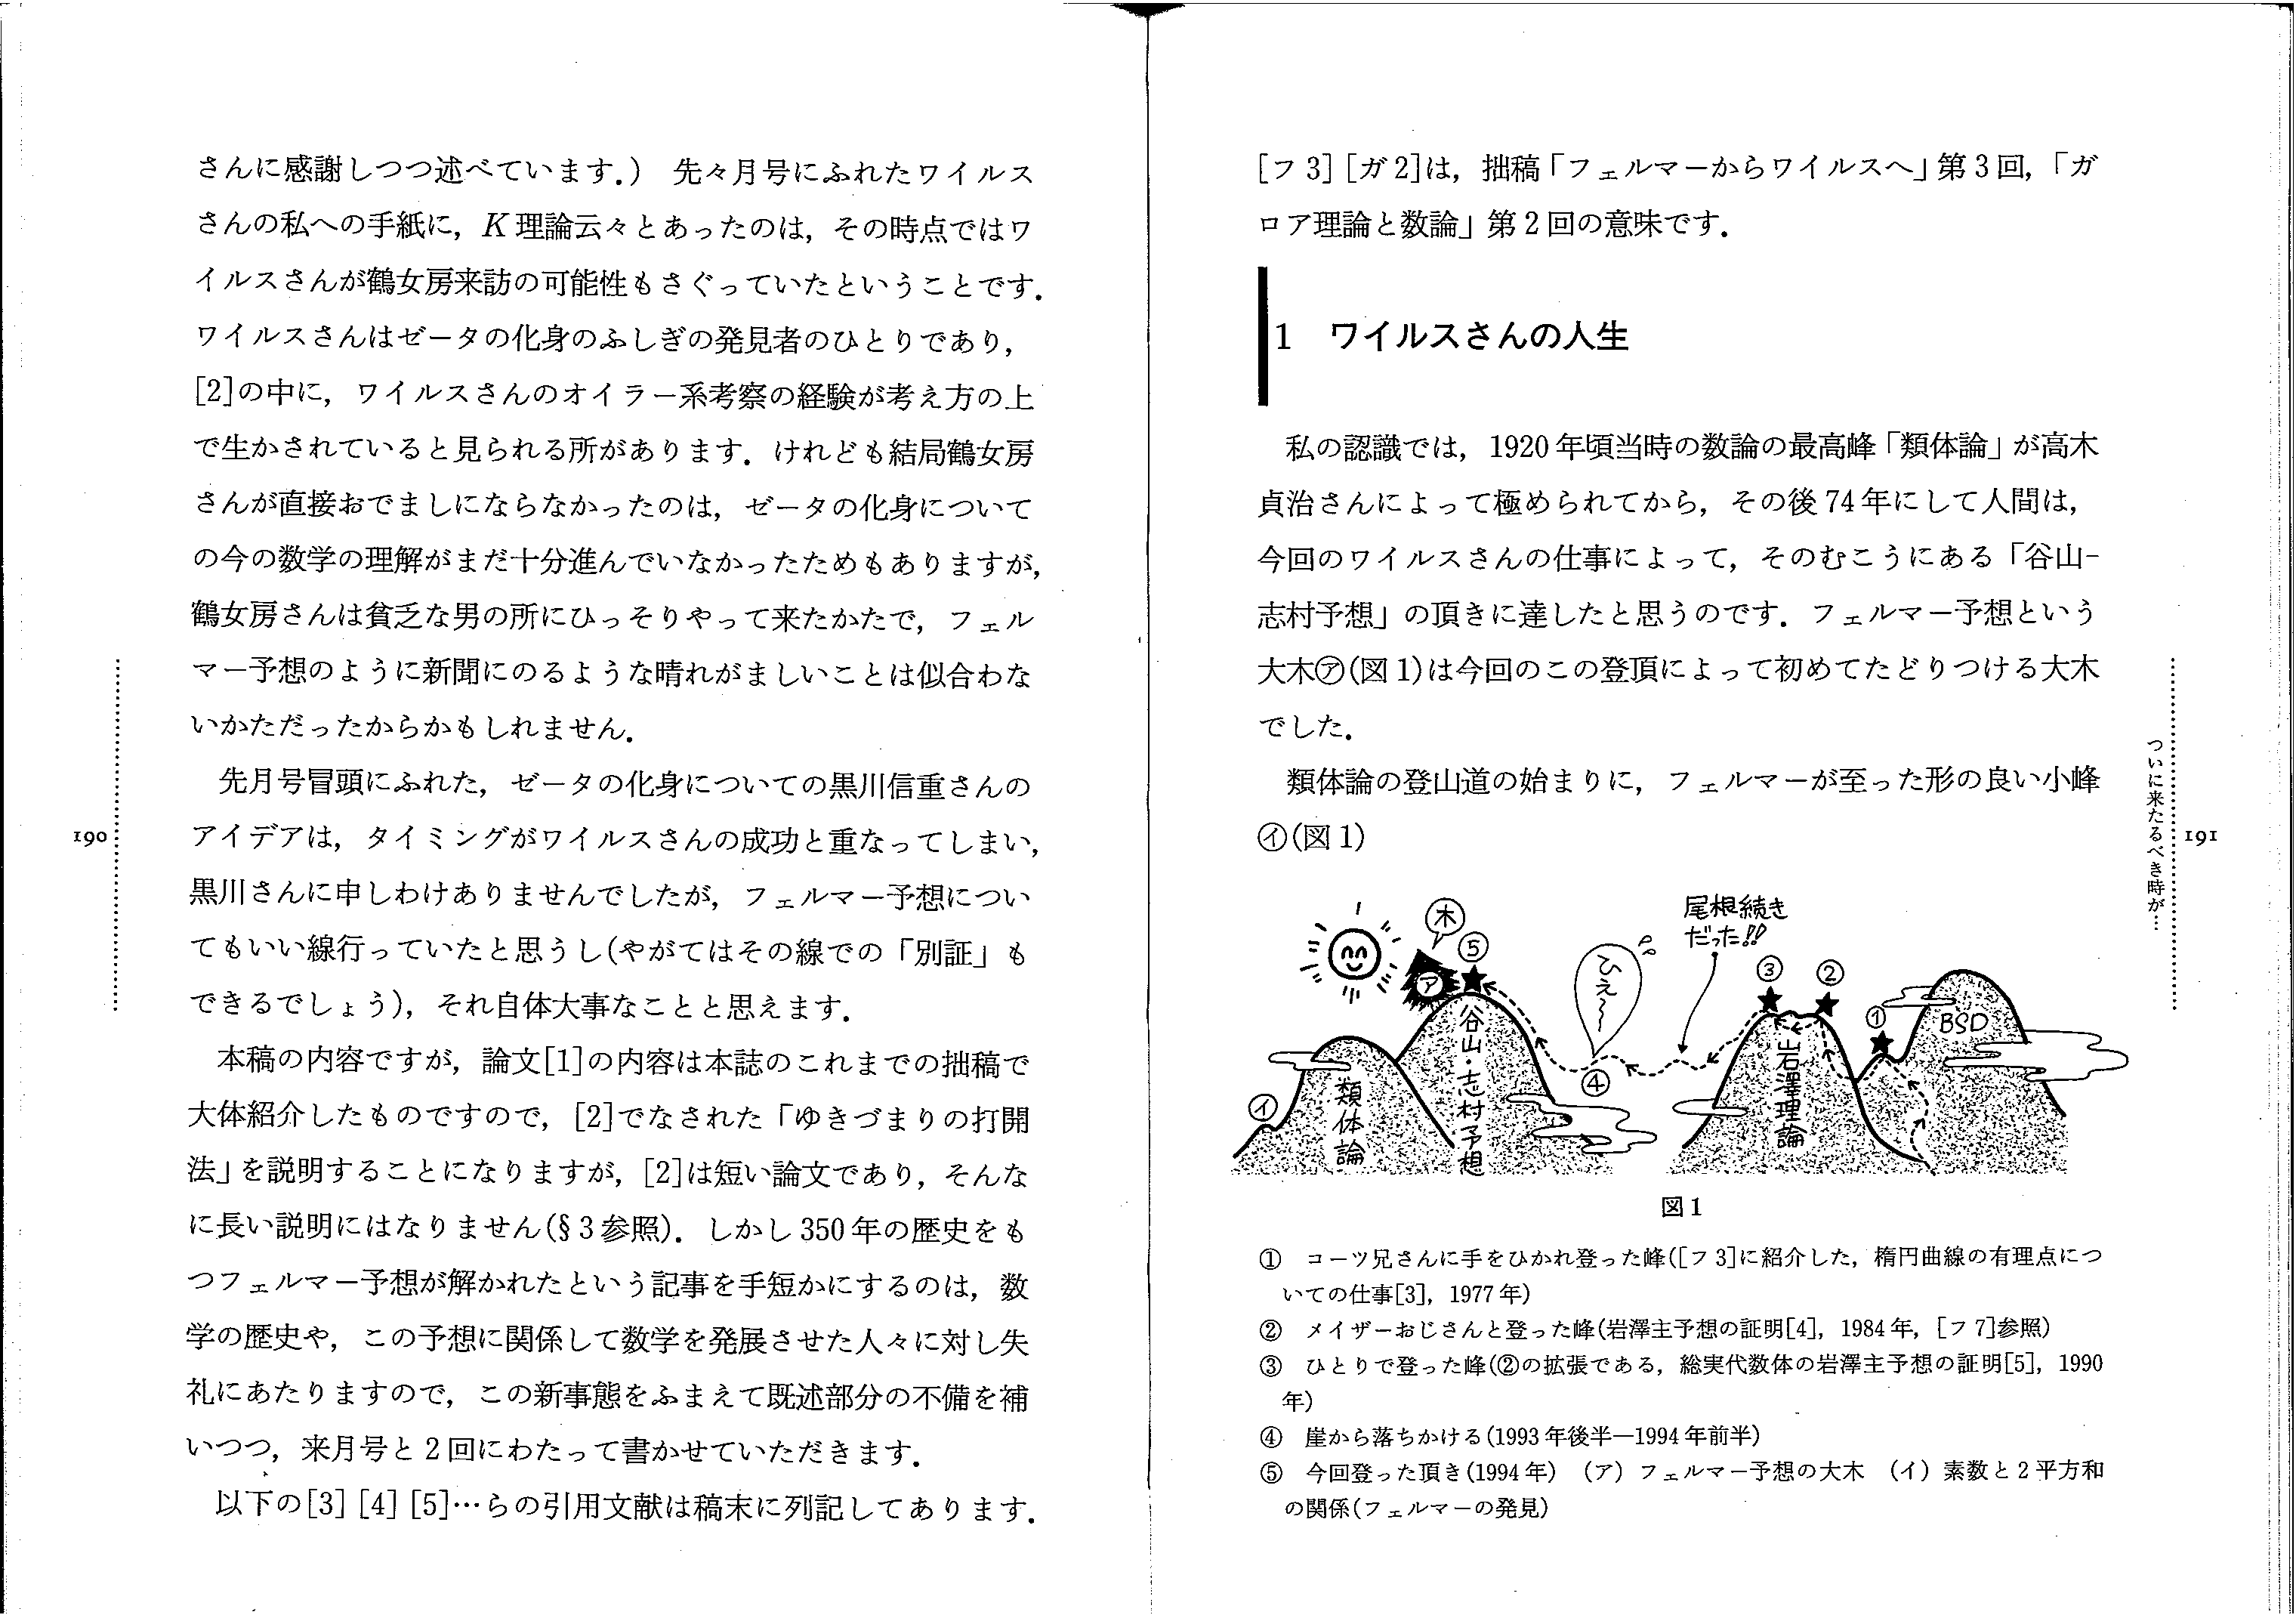 さんに感謝しつつ述べています.） 先々月号にふれたワイルス
さんの私への手紙に，K理論云々とあったのは，その時点ではワ
イルスさんが鶴女房来訪の可能性もさぐっていたということです.
ワイルスさんはゼータの化身のふしぎの発見者のひとりであり，
[2]の中に，ワイルスさんのオイラー系考察の経験が考え方の上
で生かされていると見られる所があります．けれども結局鶴女房
さんが直接おでましにならなかったのは，ゼータの化身について
の今の数学の理解がまだ十分進んでいなかったためもありますが，
鶴女房さんは貧乏な男の所にひっそりやって来たかたで，フェル
マー予想のように新聞にのるような晴れがましいことは似合わな
いかただったからかもしれません．
先月号冒頭にふれた，ゼータの化身についての黒川信重さんの
アイデアは，タイミングがワイルスさんの成功と重なってしまい，
黒川さんに申しわけありませんでしたが，フェルマー予想につい
てもいい線行っていたと思うし(やがてはその線での「別証」も
できるでしょう)，それ自体大事なことと思えます．
本稿の内容ですが，論文[1]の内容は本誌のこれまでの拙稿で
大体紹介したものですので，[2]でなされた「ゆきづまりの打開
法」を説明することになりますが，[2]は短い論文であり，そんな
に長い説明にはなりません(§3参照)．しかし350年の歴史をも
つフェルマー予想が解かれたという記事を手短かにするのは，数
学の歴史や，この予想に関係して数学を発展させた人々に対し失
礼にあたりますので，この新事態をふまえて既述部分の不備を補
いつつ，来月号と2回にわたって書かせていただきます．
以下の[3] [4] [5]…らの引用文献は稿末に列記してあります．
190
[フ3] [ガ2]は，拙稿「フェルマーからワイルスへ」第3回，「ガ
ロア理論と数論」第2回の意味です．
1 ワイルスさんの人生
私の認識では，1920年頃当時の数論の最高峰「類体論」が高木
貞治さんによって極められてから，その後74年にして人間は，
今回のワイルスさんの仕事によって，そのむこうにある「谷山-
志村予想」の頂きに達したと思うのです．フェルマー予想という
大木㋐(図1)は今回のこの登頂によって初めてたどりつける大木
でした．
類体論の登山道の始まりに，フェルマーが至った形の良い小峰
㋑(図1)
木
⑤
㋐
ひえ〜
尾根続き
だった!!
③
②
①
BSD
谷山・志村予想
④
岩澤理論
㋑
類体論
図1
① コーツ兄さんに手をひかれ登った峰([フ3]に紹介した，楕円曲線の有理点につ
いての仕事[3]，1977年)
② メイザーおじさんと登った峰(岩澤主予想の証明[4]，1984年，[フ7]参照)
③ ひとりで登った峰(②の拡張である，総実代数体の岩澤主予想の証明[5]，1990
年)
④ 崖から落ちかける(1993年後半—1994年前半)
⑤ 今回登った頂き(1994年) (ア) フェルマー予想の大木 (イ) 素数と2平方和
の関係(フェルマーの発見)
ついに来たるべき時が…
191